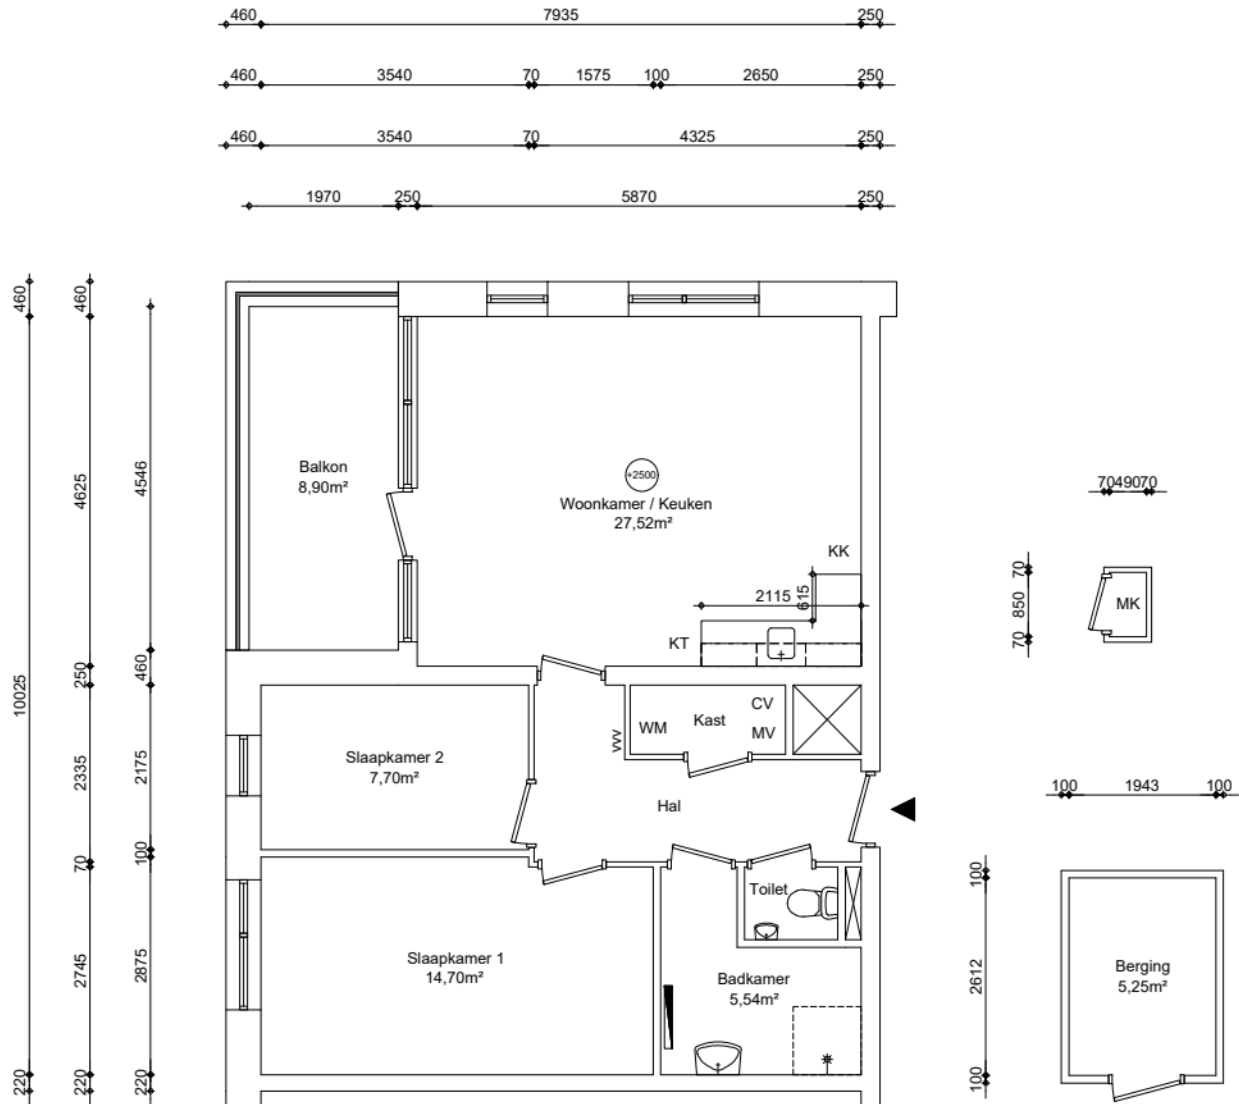 460 7935 250
460 3540 70 1575 100 2650 250
460 3540 70 4325 250
1970 250 5870 250
460
10025
220
460
4625
250
2335
70
2745
220
4546
460
2175
100
2875
220
Balkon
8,90m²
+2500
Woonkamer / Keuken
27,52m²
KK
2115
615
KT
7049070
70
850
70
MK
Slaapkamer 2
7,70m²
VVV
WM
Kast
CV
MV
Hal
100 1943 100
Toilet
Slaapkamer 1
14,70m²
Badkamer
5,54m²
100
2612
100
Berging
5,25m²